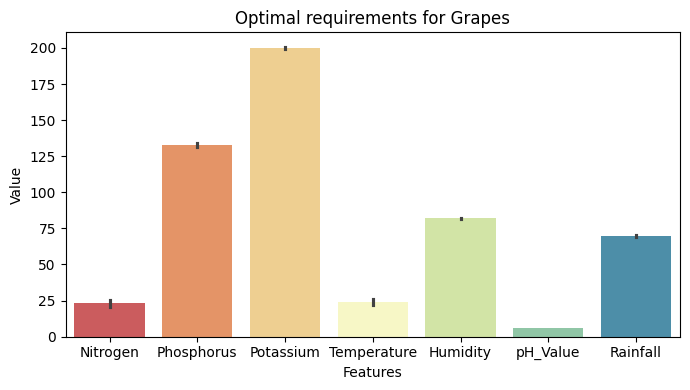 Optimal requirements for Grapes
Value
200
175
150
125
100
75
50
25
0
Nitrogen Phosphorus Potassium Temperature Humidity pH_Value Rainfall
Features